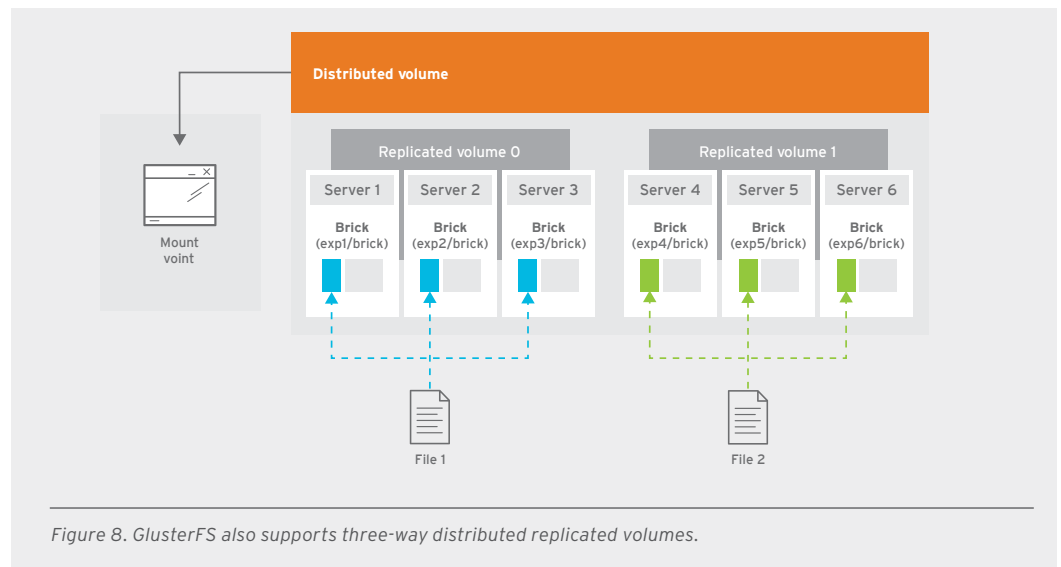 Distributed volume
Replicated volume 0
Replicated volume 1
Server 1
Server 2
Server 3
Server 4
Server 5
Server 6
Brick
(exp1/brick)
Brick
(exp2/brick)
Brick
(exp3/brick)
Brick
(exp4/brick)
Brick
(exp5/brick)
Brick
(exp6/brick)
Mount
voint
File 1
File 2
Figure 8. GlusterFS also supports three-way distributed replicated volumes.